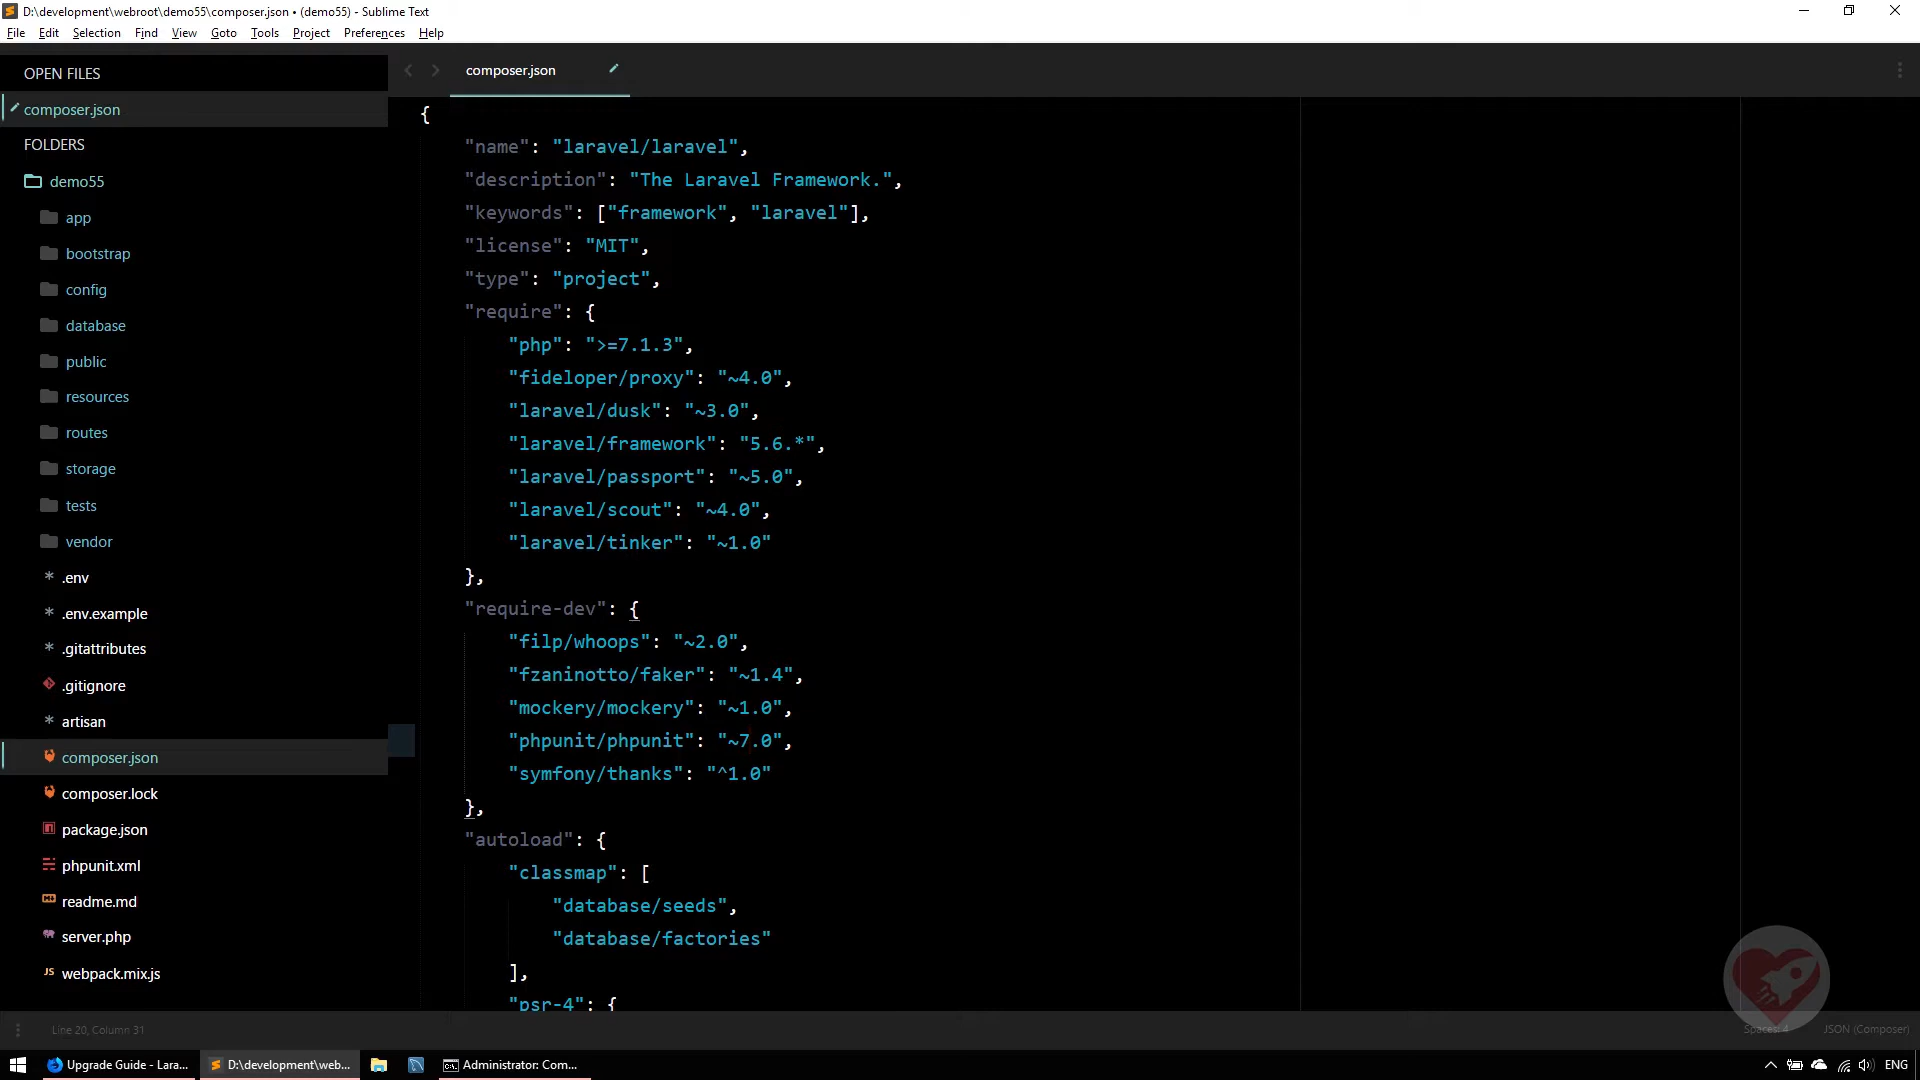 D:\development\webroot\demo55\composer.json • (demo55) - Sublime Text
File Edit Selection Find View Goto Tools Project Preferences Help
OPEN FILES
composer.json
FOLDERS
demo55
app
bootstrap
config
database
public
resources
routes
storage
tests
vendor
* .env
* .env.example
* .gitattributes
.gitignore
* artisan
composer.json
composer.lock
package.json
phpunit.xml
readme.md
server.php
JS webpack.mix.js
composer.json
{
"name": "laravel/laravel",
"description": "The Laravel Framework.",
"keywords": ["framework", "laravel"],
"license": "MIT",
"type": "project",
"require": {
"php": ">=7.1.3",
"fideloper/proxy": "~4.0",
"laravel/dusk": "~3.0",
"laravel/framework": "5.6.*",
"laravel/passport": "~5.0",
"laravel/scout": "~4.0",
"laravel/tinker": "~1.0"
},
"require-dev": {
"filp/whoops": "~2.0",
"fzaninotto/faker": "~1.4",
"mockery/mockery": "~1.0",
"phpunit/phpunit": "~7.0",
"symfony/thanks": "^1.0"
},
"autoload": {
"classmap": [
"database/seeds",
"database/factories"
],
"psr-4": {
Line 20, Column 31
Spaces: 4 JSON (Composer)
Upgrade Guide - Lara... D:\development\web... Administrator: Com... ENG